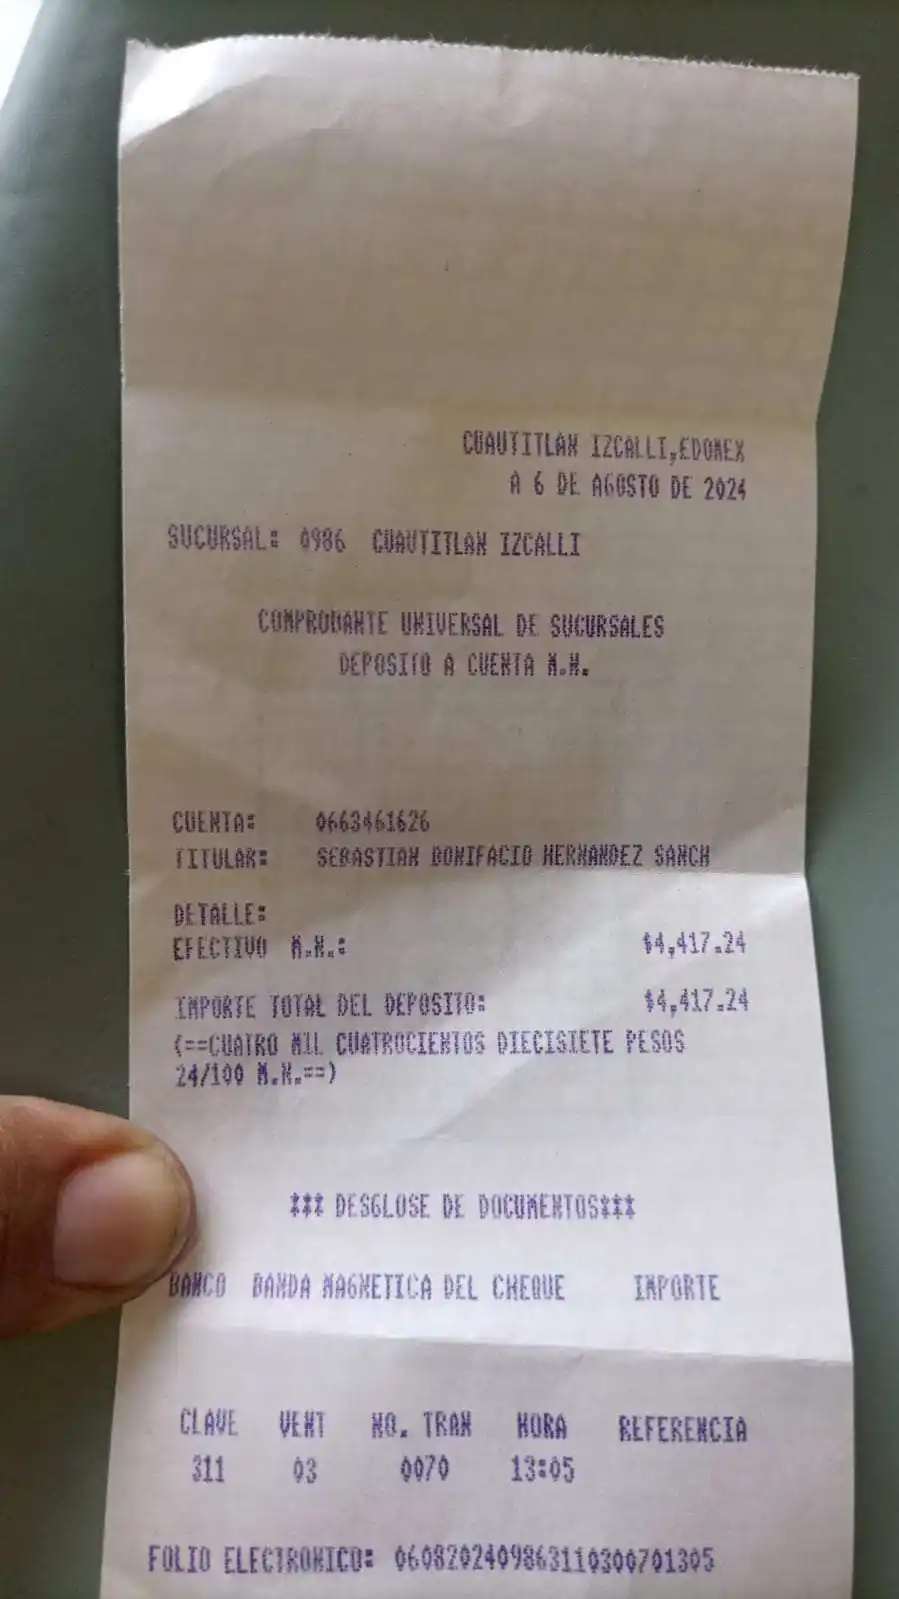 CUAUTITLAN IZCALLI,EDOMEX
A 6 DE AGOSTO DE 2024
SUCURSAL: 0986 CUAUTITLAN IZCALLI
COMPROBANTE UNIVERSAL DE SUCURSALES
DEPOSITO A CUENTA M.N.
CUENTA: 0663461626
TITULAR: SEBASTIAN BONIFACIO HERNANDEZ SANCH
DETALLE:
EFECTIVO M.N.: $4,417.24
IMPORTE TOTAL DEL DEPOSITO: $4,417.24
(==CUATRO MIL CUATROCIENTOS DIECISIETE PESOS
24/100 M.N.==)
*** DESGLOSE DE DOCUMENTOS***
BANCO BANDA MAGNETICA DEL CHEQUE IMPORTE
CLAVE VENT NO. TRAN HORA REFERENCIA
311 03 0070 13:05
FOLIO ELECTRONICO: 0608202409863110300701305